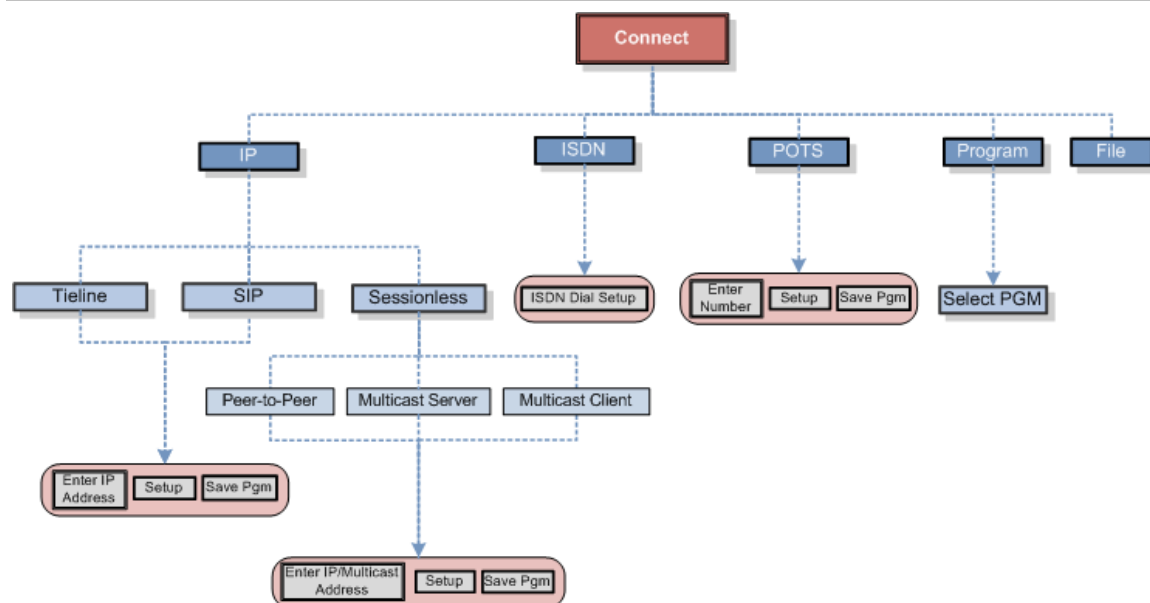 Connect
IP
ISDN
POTS
Program
File
Tieline
SIP
Sessionless
ISDN Dial Setup
Enter
Number
Setup
Save Pgm
Select PGM
Peer-to-Peer
Multicast Server
Multicast Client
Enter IP
Address
Setup
Save Pgm
Enter IP/Multicast
Address
Setup
Save Pgm